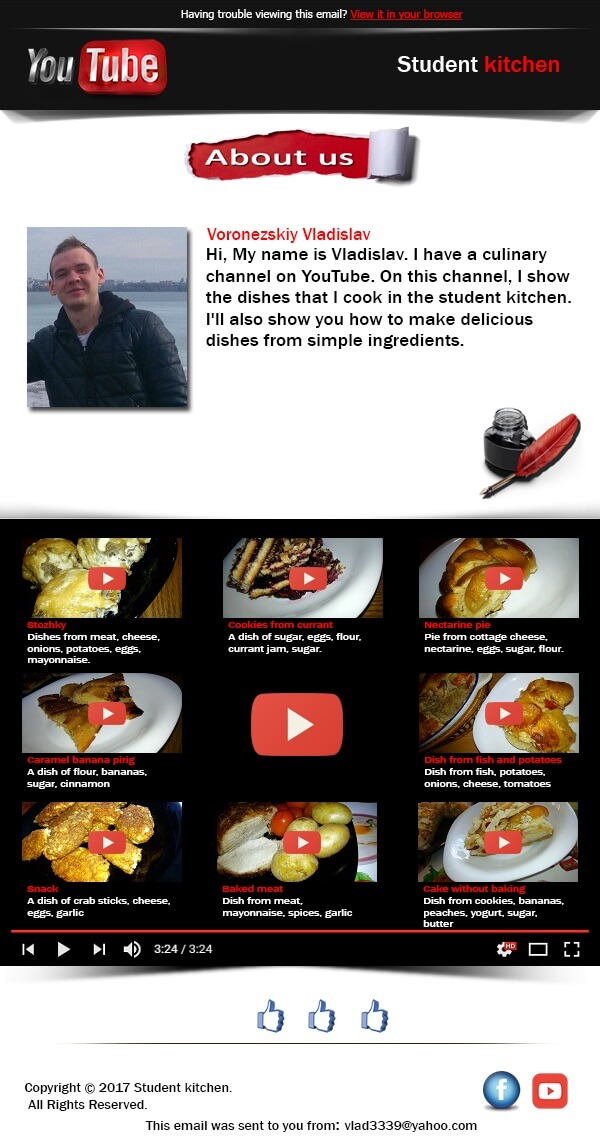 Having trouble viewing this email? View it in your browser
You Tube
Student kitchen
About us
Voronezskiy Vladislav
Hi, My name is Vladislav. I have a culinary
channel on YouTube. On this channel, I show
the dishes that I cook in the student kitchen.
I'll also show you how to make delicious
dishes from simple ingredients.
Stozhky
Dishes from meat, cheese,
onions, potatoes, eggs,
mayonnaise.
Cookies from currant
A dish of sugar, eggs, flour,
currant jam, sugar.
Nectarine pie
Pie from cottage cheese,
nectarine, eggs, sugar, flour.
Caramel banana pirig
A dish of flour, bananas,
sugar, cinnamon
Dish from fish and potatoes
Dish from fish, potatoes,
onions, cheese, tomatoes
Snack
A dish of crab sticks, cheese,
eggs, garlic
Baked meat
Dish from meat,
mayonnaise, spices, garlic
Cake without baking
Dish from cookies, bananas,
peaches, yogurt, sugar,
butter
3:24 / 3:24
HD
Copyright © 2017 Student kitchen.
All Rights Reserved.
This email was sent to you from: vlad3339@yahoo.com